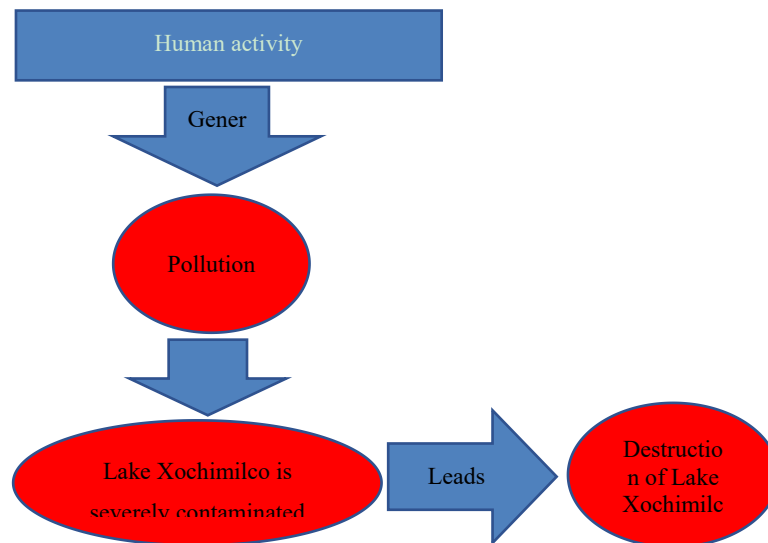 Human activity
Gener
Pollution
Lake Xochimilco is
severely contaminated
Leads
Destructio
n of Lake
Xochimilc